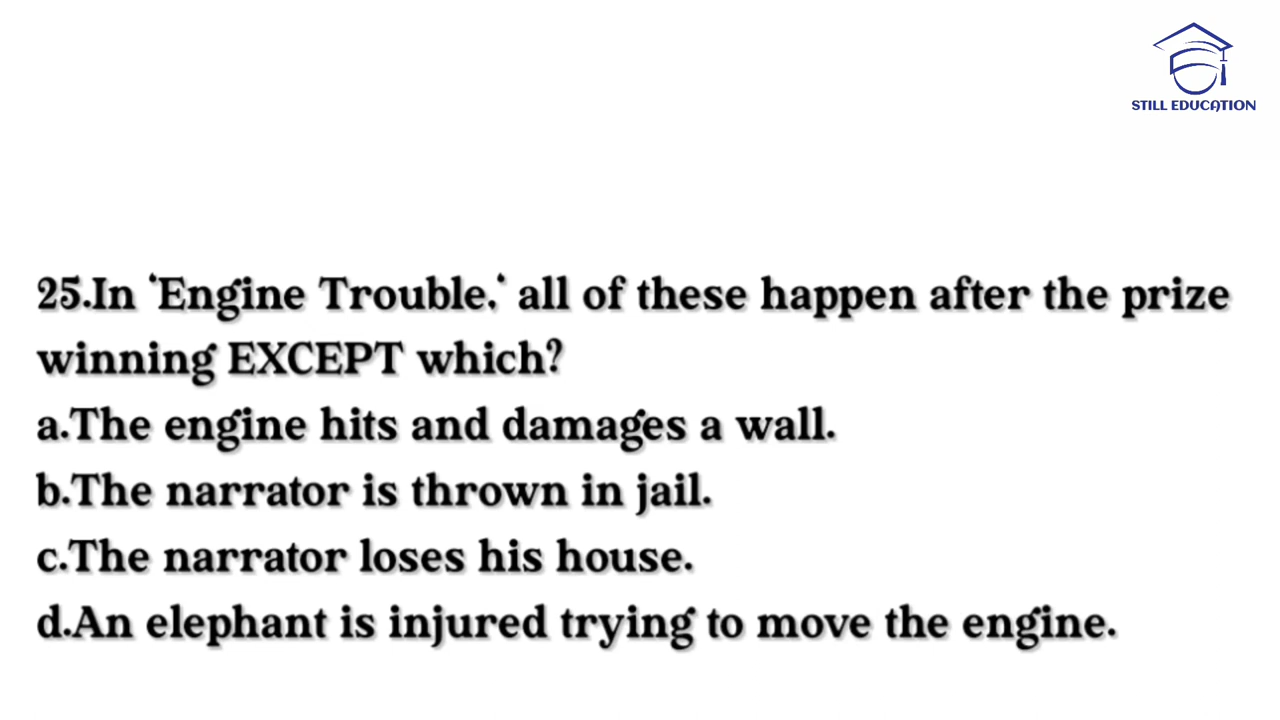 STILL EDUCATION
25.In ‘Engine Trouble,‘ all of these happen after the prize
winning EXCEPT which?
a.The engine hits and damages a wall.
b.The narrator is thrown in jail.
c.The narrator loses his house.
d.An elephant is injured trying to move the engine.